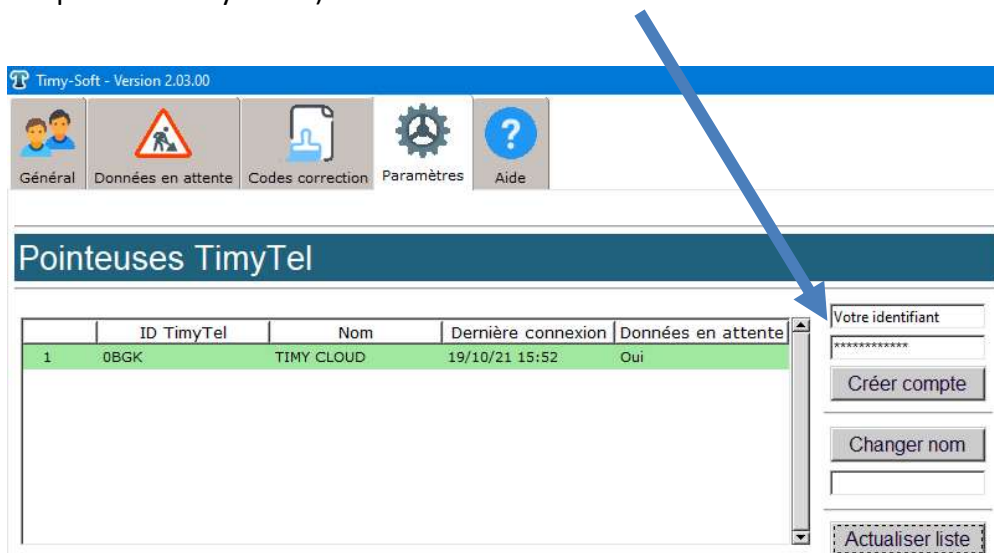 Timy-Soft - Version 2.03.00
Général Données en attente Codes correction Paramètres Aide
Pointeuses TimyTel
ID TimyTel Nom Dernière connexion Données en attente
1 0BGK TIMY CLOUD 19/10/21 15:52 Oui
Votre identifiant
************
Créer compte
Changer nom
Actualiser liste